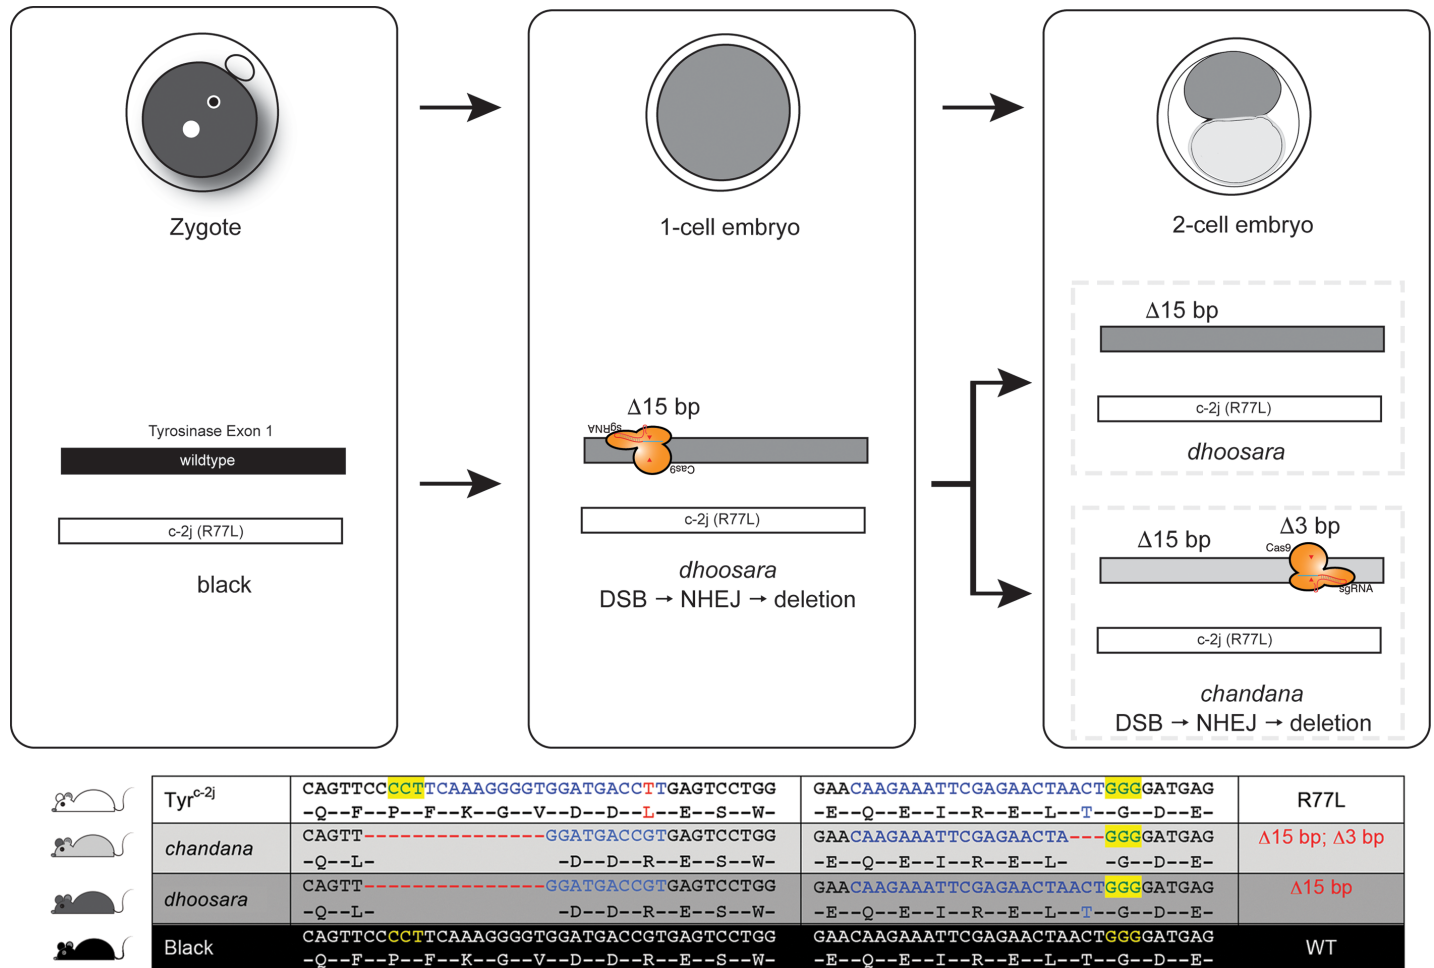 Zygote
1-cell embryo
2-cell embryo
Tyrosinase Exon 1
wildtype
c-2j (R77L)
black
Δ15 bp
sgRNA
Cas9
c-2j (R77L)
dhoosara
DSB → NHEJ → deletion
Δ15 bp
c-2j (R77L)
dhoosara
Δ15 bp
Δ3 bp
Cas9
sgRNA
c-2j (R77L)
chandana
DSB → NHEJ → deletion
Tyrc-2j CAGTTCCCCTTCAAAGGGGTGGATGACCTTGAGTCCTGG GAACAAGAAATTCGAGAACTAACTGGGGATGAG R77L
-Q--F--P--F--K--G--V--D--D--L--E--S--W- -E--Q--E--I--R--E--L--T--G--D--E-
chandana CAGTT---------------GGATGACCGTGAGTCCTGG GAACAAGAAATTCGAGAACTA---GGGGATGAG Δ15 bp; Δ3 bp
-Q--L- -D--D--R--E--S--W- -E--Q--E--I--R--E--L- -G--D--E-
dhoosara CAGTT---------------GGATGACCGTGAGTCCTGG GAACAAGAAATTCGAGAACTAACTGGGGATGAG Δ15 bp
-Q--L- -D--D--R--E--S--W- -E--Q--E--I--R--E--L--T--G--D--E-
Black CAGTTCCCCTTCAAAGGGGTGGATGACCGTGAGTCCTGG GAACAAGAAATTCGAGAACTAACTGGGGATGAG WT
-Q--F--P--F--K--G--V--D--D--R--E--S--W- -E--Q--E--I--R--E--L--T--G--D--E-